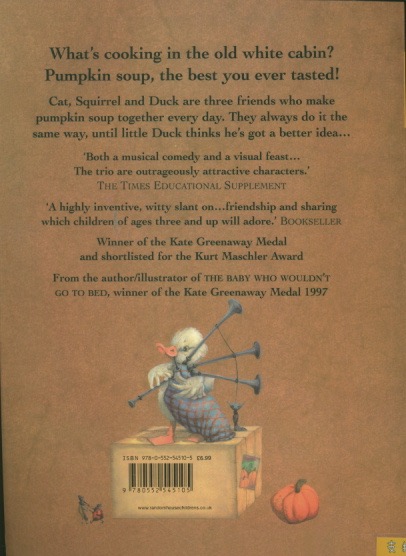 What's cooking in the old white cabin?
Pumpkin soup, the best you ever tasted!
Cat, Squirrel and Duck are three friends who make
pumpkin soup together every day. They always do it the
same way, until little Duck thinks he's got a better idea...
'Both a musical comedy and a visual feast...
The trio are outrageously attractive characters.'
THE TIMES EDUCATIONAL SUPPLEMENT
'A highly inventive, witty slant on...friendship and sharing
which children of ages three and up will adore.' BOOKSELLER
Winner of the Kate Greenaway Medal
and shortlisted for the Kurt Maschler Award
From the author/illustrator of THE BABY WHO WOULDN'T
GO TO BED, winner of the Kate Greenaway Medal 1997
ISBN 978-0-552-54510-5 £6.99
9 780552 545105
www.randomhousechildrens.co.uk